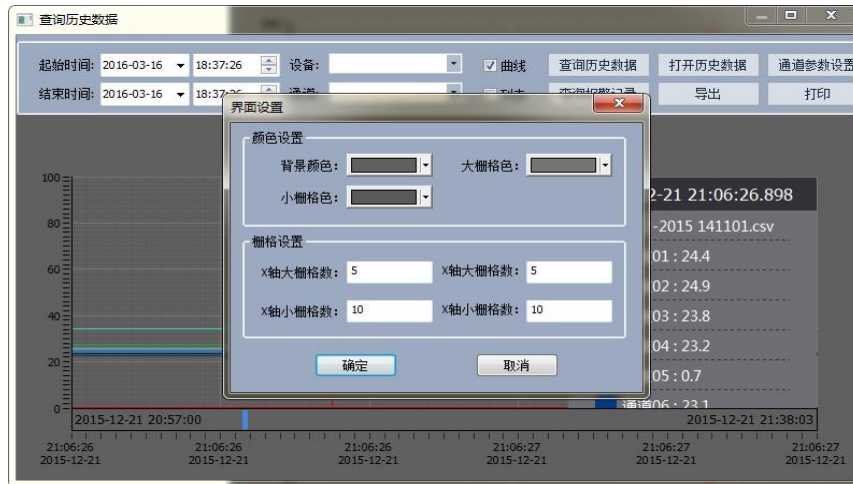 查询历史数据
起始时间: 2016-03-16 18:37:26 设备: 曲线 查询历史数据 打开历史数据 通道参数设置
结束时间: 2016-03-16 打印
导出
界面设置
颜色设置
背景颜色: 大栅格色:
小栅格色:
栅格设置
X轴大栅格数: 5 X轴大栅格数: 5
X轴小栅格数: 10 X轴小栅格数: 10
确定 取消
100
80
60
40
20
0
2-21 21:06:26.898
-2015 141101.csv
01 : 24.4
02 : 24.9
03 : 23.8
04 : 23.2
05 : 0.7
通道06 : 23.1
2015-12-21 20:57:00 2015-12-21 21:38:03
21:06:26 21:06:26 21:06:26 21:06:27 21:06:27 21:06:27
2015-12-21 2015-12-21 2015-12-21 2015-12-21 2015-12-21 2015-12-21